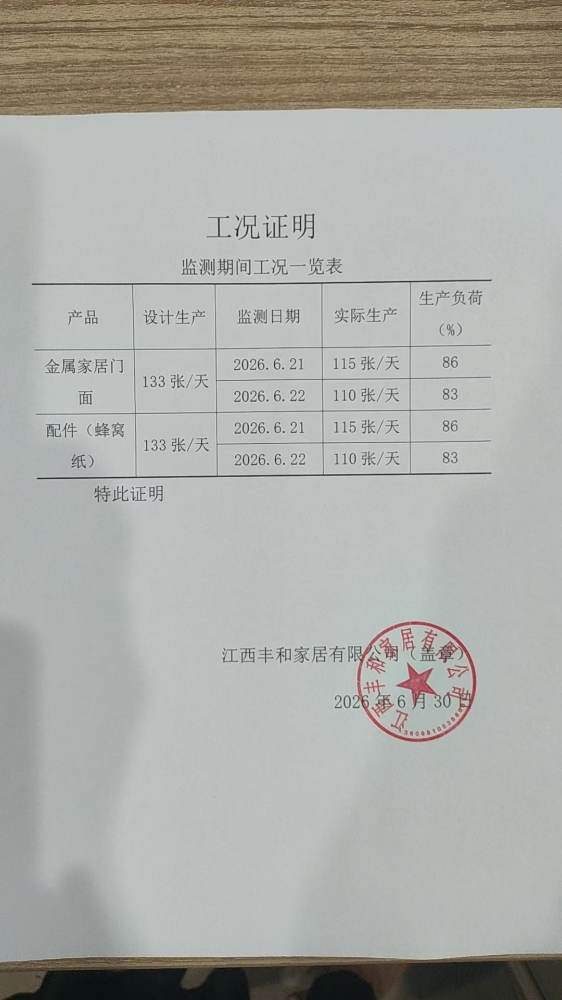 工况证明
监测期间工况一览表
产品 设计生产 监测日期 实际生产 生产负荷（%）
金属家居门面 133 张/天 2026.6.21 115 张/天 86
2026.6.22 110 张/天 83
配件（蜂窝纸） 133 张/天 2026.6.21 115 张/天 86
2026.6.22 110 张/天 83
特此证明
江西丰和家居有限公司（盖章）
2026 年 6 月 30 日
江西丰和家居有限公司